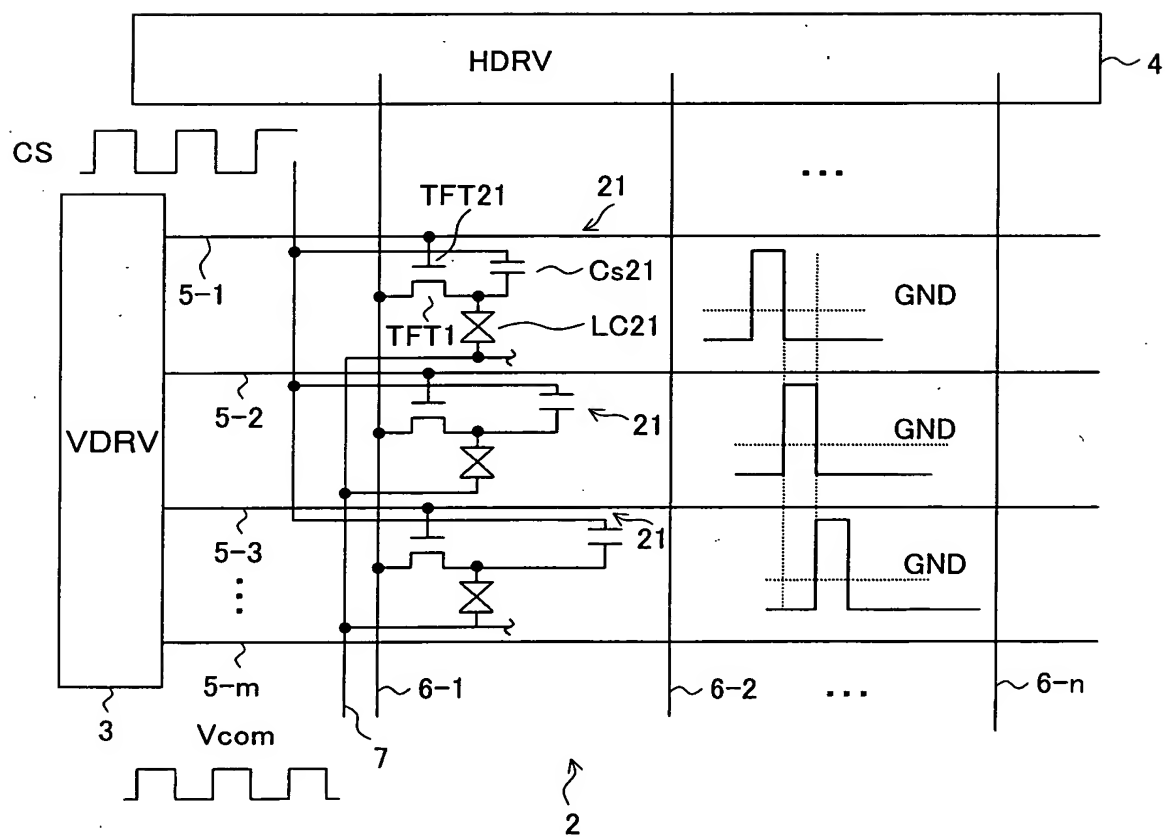 HDRV
4
CS
...
TFT21
21
Cs21
5-1
GND
TFT1
LC21
5-2
21
GND
VDRV
5-3
21
GND
...
5-m
6-1
6-2
...
6-n
3
7
Vcom
2